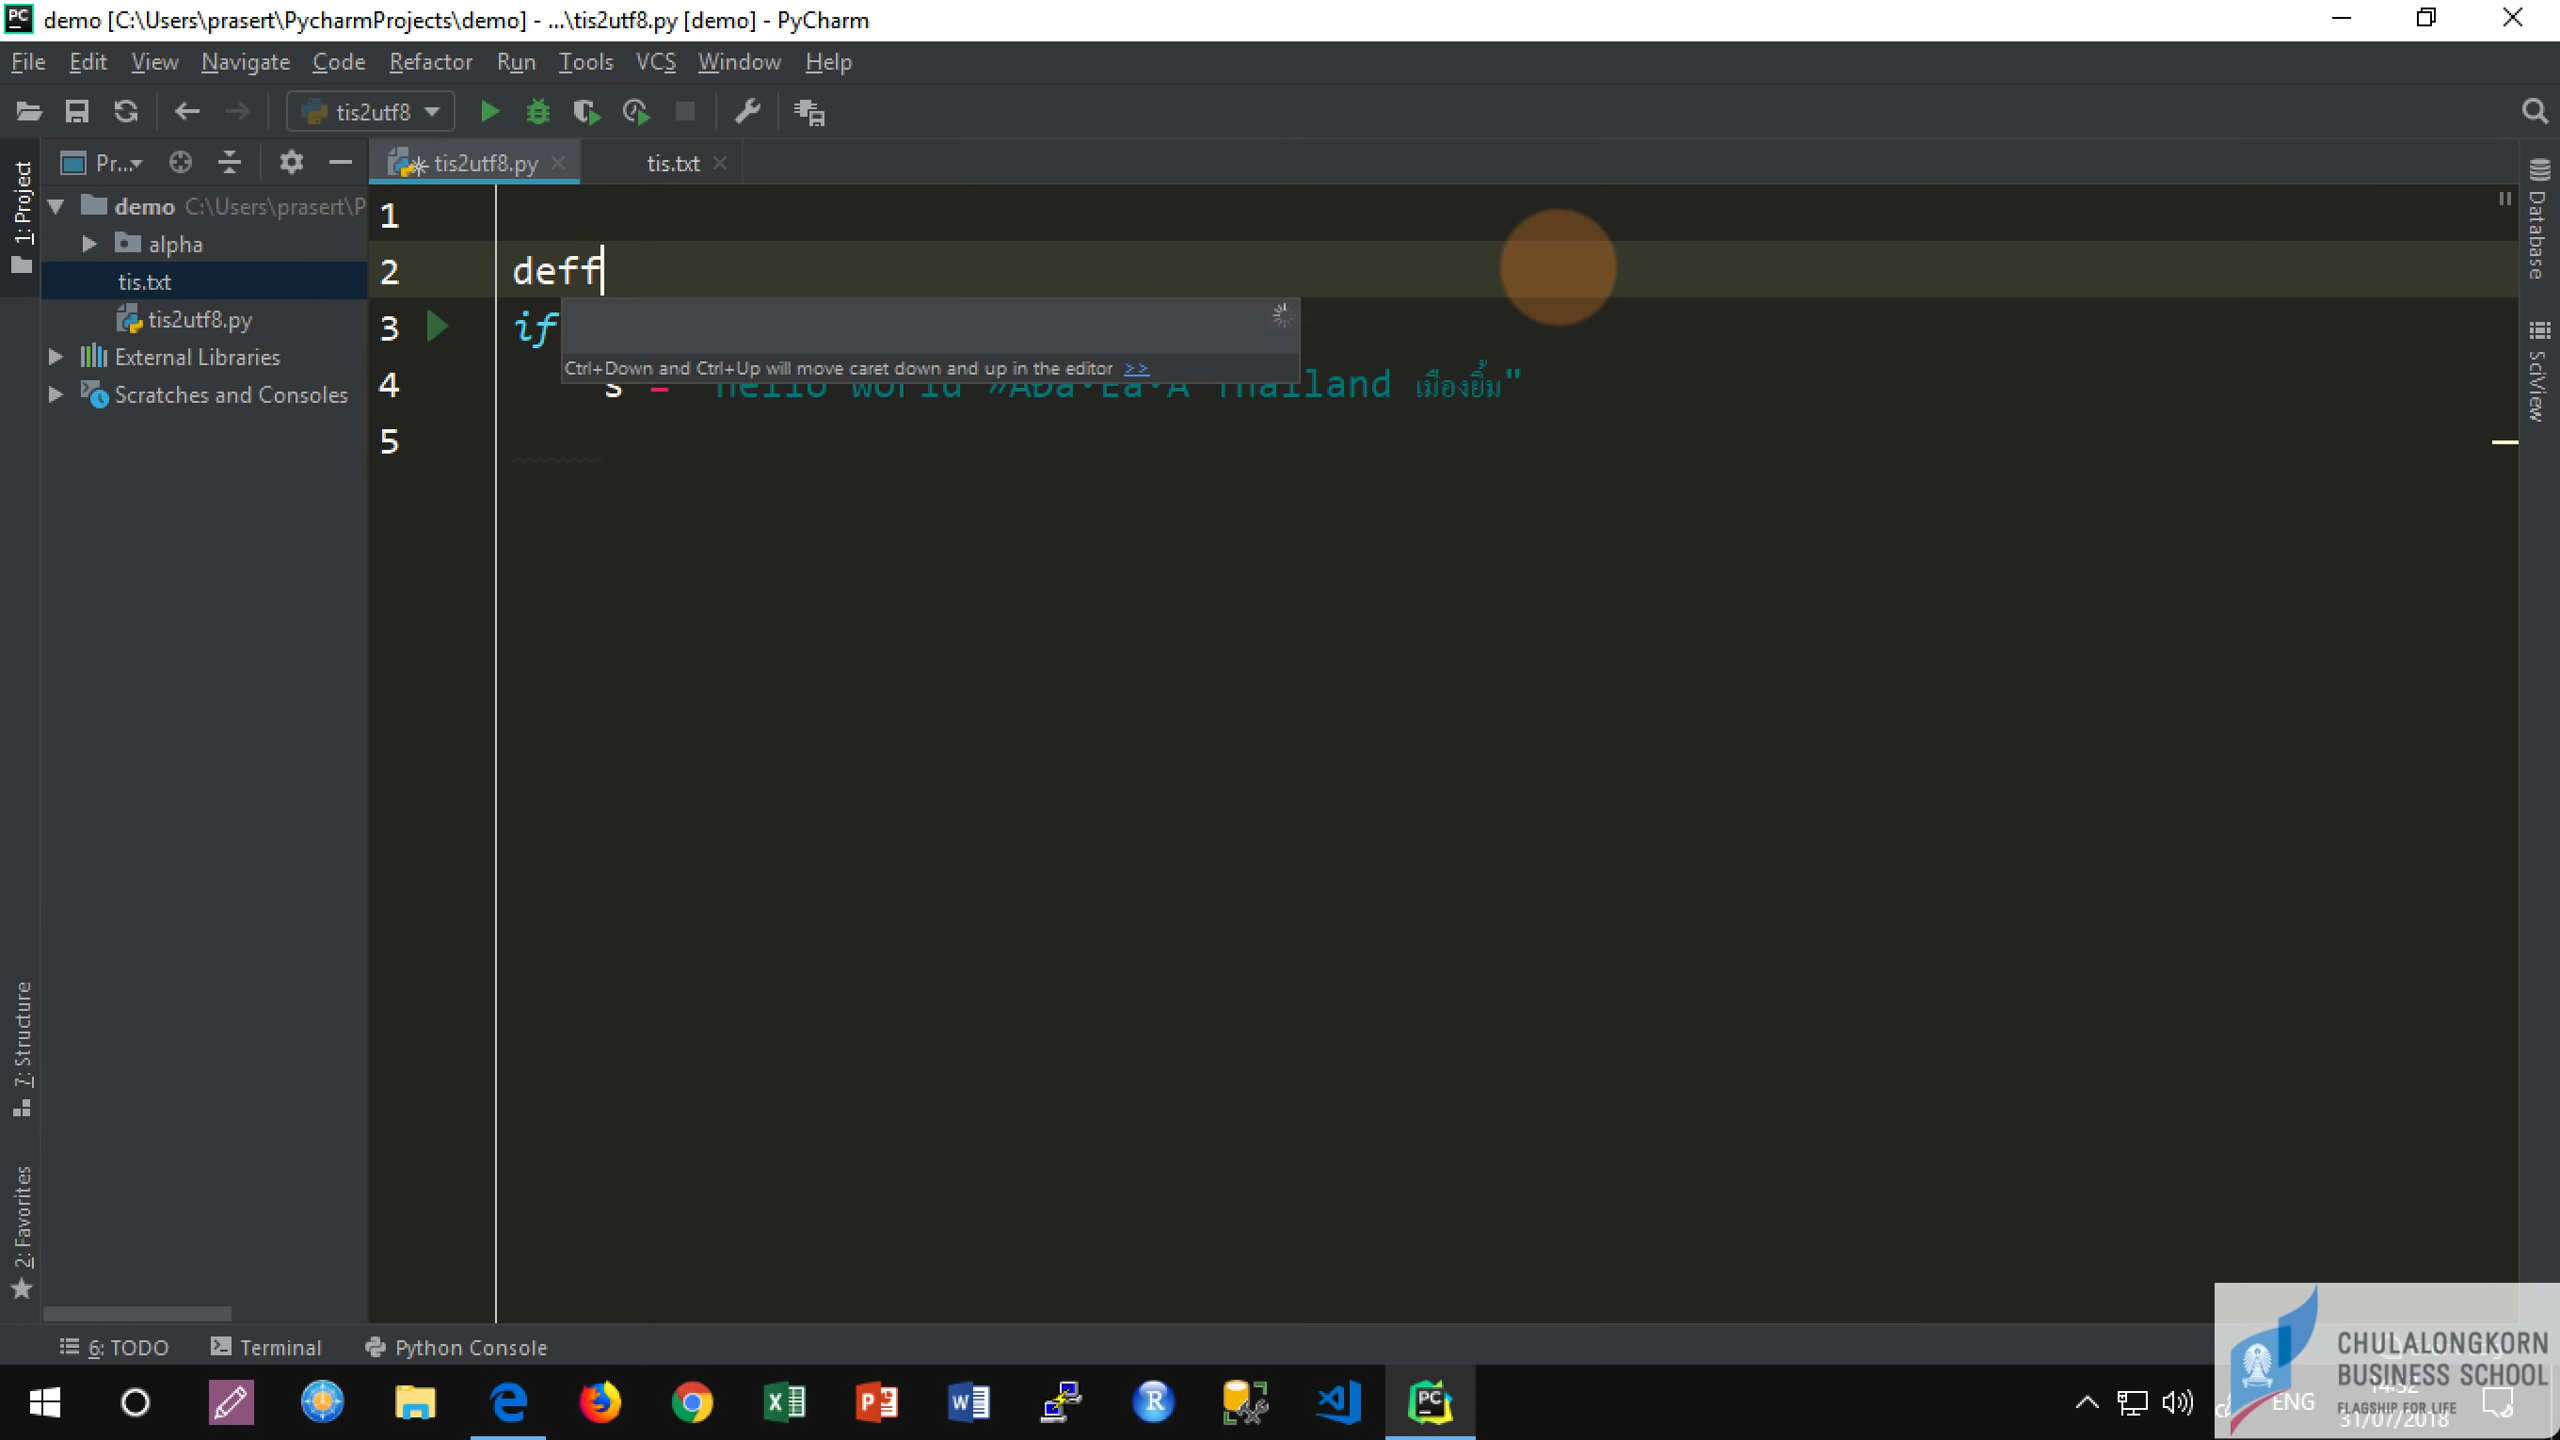 PC demo [C:\Users\prasert\PycharmProjects\demo] - ...\tis2utf8.py [demo] - PyCharm
File Edit View Navigate Code Refactor Run Tools VCS Window Help
tis2utf8
1: Project
Pr...
tis2utf8.py
tis.txt
demo C:\Users\prasert\P
alpha
tis.txt
tis2utf8.py
External Libraries
Scratches and Consoles
1
2 deff
3 if
Ctrl+Down and Ctrl+Up will move caret down and up in the editor >>
4 s = hello world Thailand เมืองยิ้ม"
5
Database
SciView
7: Structure
2: Favorites
6: TODO Terminal Python Console
CHULALONGKORN
BUSINESS SCHOOL
FLAGSHIP FOR LIFE
ENG
31/07/2018